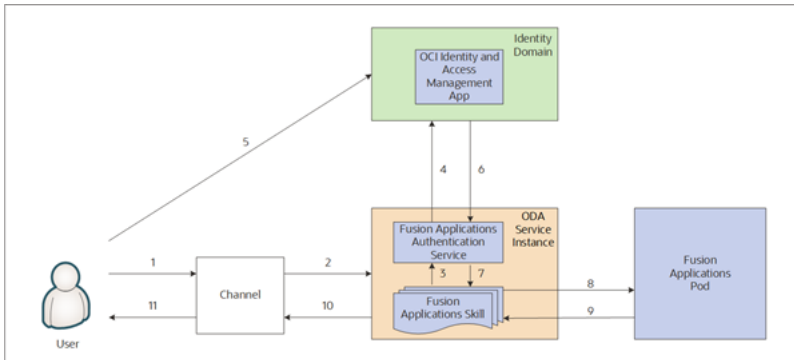 Identity
Domain
OCI Identity and
Access
Management
App
5
4
6
ODA
Service
Instance
Fusion Applications
Authentication
Service
1
2
3
7
8
Channel
Fusion
Applications Skill
Fusion
Applications
Pod
11
10
9
User